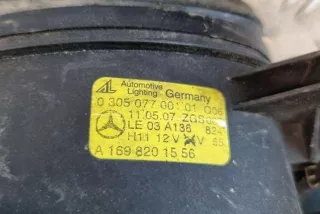 AL Automotive
Lighting Germany
0 305 077 001.01
11.05.07
LE 03 A136
H11 12V
A 169 820 15 56